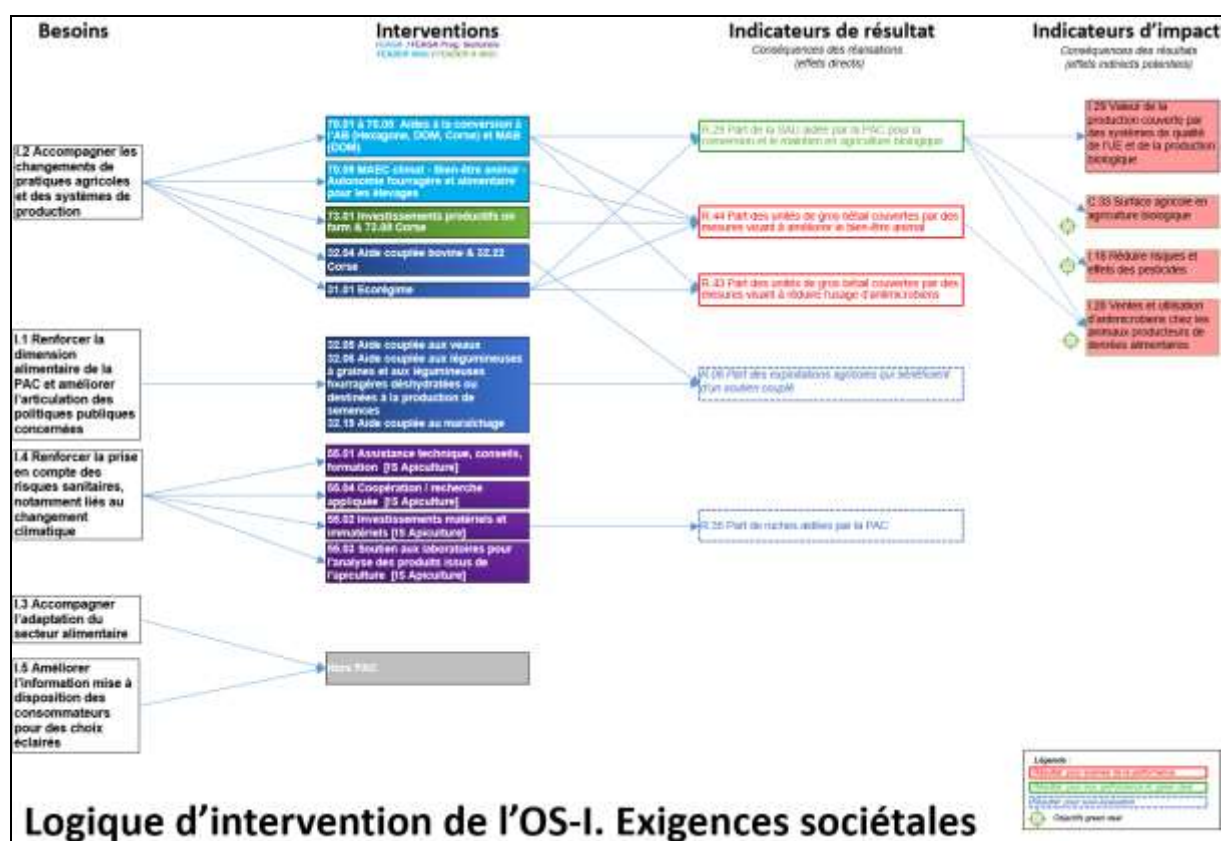 Besoins
Interventions
Indicateurs de résultat
Indicateurs d'impact
Conséquences des réalisations
(effets directs)
Conséquences des résultats
(effets indirects potentiels)
I.2 Accompagner les
changements de
pratiques agricoles
et des systèmes de
production
70.01 à 70.05 Aides à la conversion à
l'AB (Hexagone, DOM, Corse) et MAB
(DOM)
70.09 MAEC climat - Bien-être animal -
Autonomie fourragère et alimentaire
pour les élevages
73.01 Investissements productifs on
farm & 73.08 Corse
32.04 Aide couplée bovine & 32.22
Corse
31.01 Ecorégime
R.29 Part de la SAU aidée par la PAC pour la
conversion et le maintien en agriculture biologique
R.44 Part des unités de gros bétail couvertes par des
mesures visant à améliorer le bien-être animal
R.43 Part des unités de gros bétail couvertes par des
mesures visant à réduire l'usage d'antimicrobiens
I.29 Valeur de la
production couverte par
des systèmes de qualité
de l'UE et de la production
biologique
C.33 Surface agricole en
agriculture biologique
I.18 Réduire risques et
effets des pesticides
I.28 Ventes et utilisation
d'antimicrobiens chez les
animaux producteurs de
denrées alimentaires
I.1 Renforcer la
dimension
alimentaire de la
PAC et améliorer
l'articulation des
politiques publiques
concernées
32.05 Aide couplée aux veaux
32.06 Aide couplée aux légumineuses
à graines et aux légumineuses
fourragères déshydratées ou
destinées à la production de
semences
32.15 Aide couplée au maraîchage
Part des exploitations agricoles qui bénéficient
d'un soutien couplé
I.4 Renforcer la prise
en compte des
risques sanitaires,
notamment liés au
changement
climatique
55.01 Assistance technique, conseils,
formation [IS Apiculture]
55.04 Coopération / recherche
appliquée [IS Apiculture]
55.02 Investissements matériels et
immatériels [IS Apiculture]
55.03 Soutien aux laboratoires pour
l'analyse des produits issus de
l'apiculture [IS Apiculture]
R.35 Part de ruches aidées par la PAC
I.3 Accompagner
l'adaptation du
secteur alimentaire
I.5 Améliorer
l'information mise à
disposition des
consommateurs
pour des choix
éclairés
Hors PAC
Légende :
Objectifs green deal
Logique d'intervention de l'OS-I. Exigences sociétales